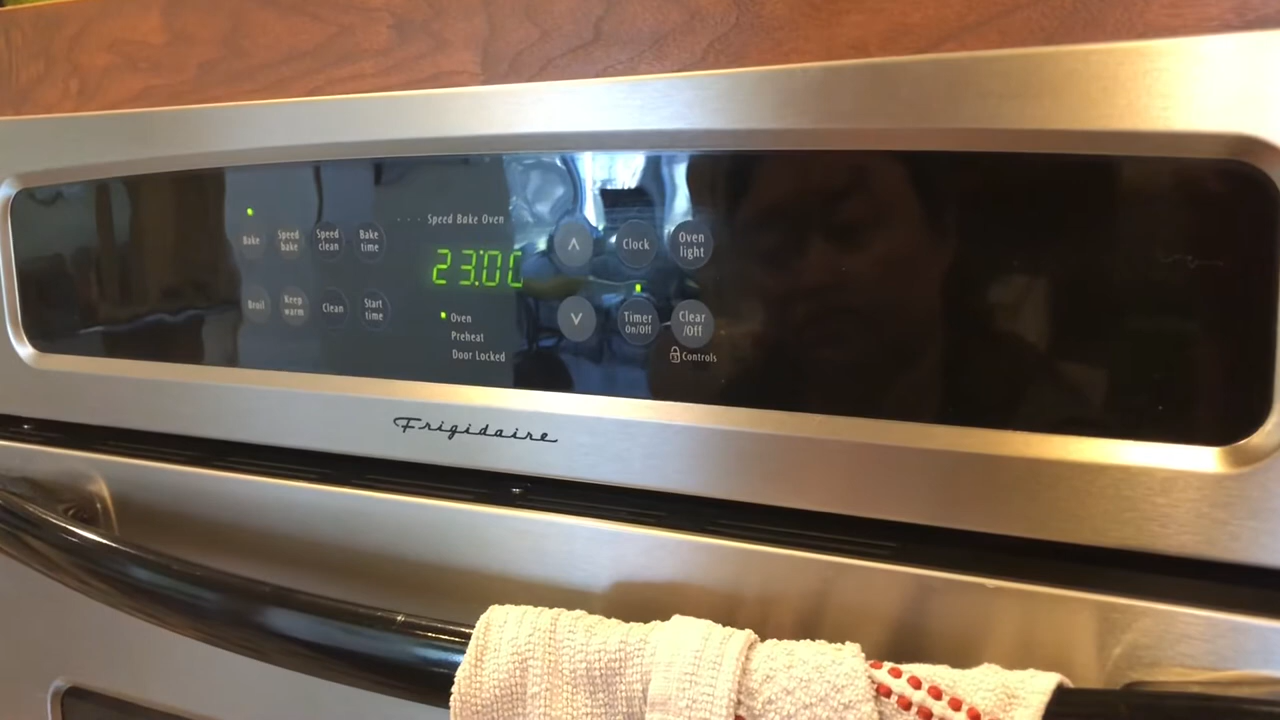 Speed Bake Oven
Bake
Speed bake
Speed clean
Bake time
23:00
Clock
Oven light
Broil
Keep warm
Clean
Start time
Oven
Preheat
Door Locked
Timer On/Off
Clear /Off
Controls
Frigidaire